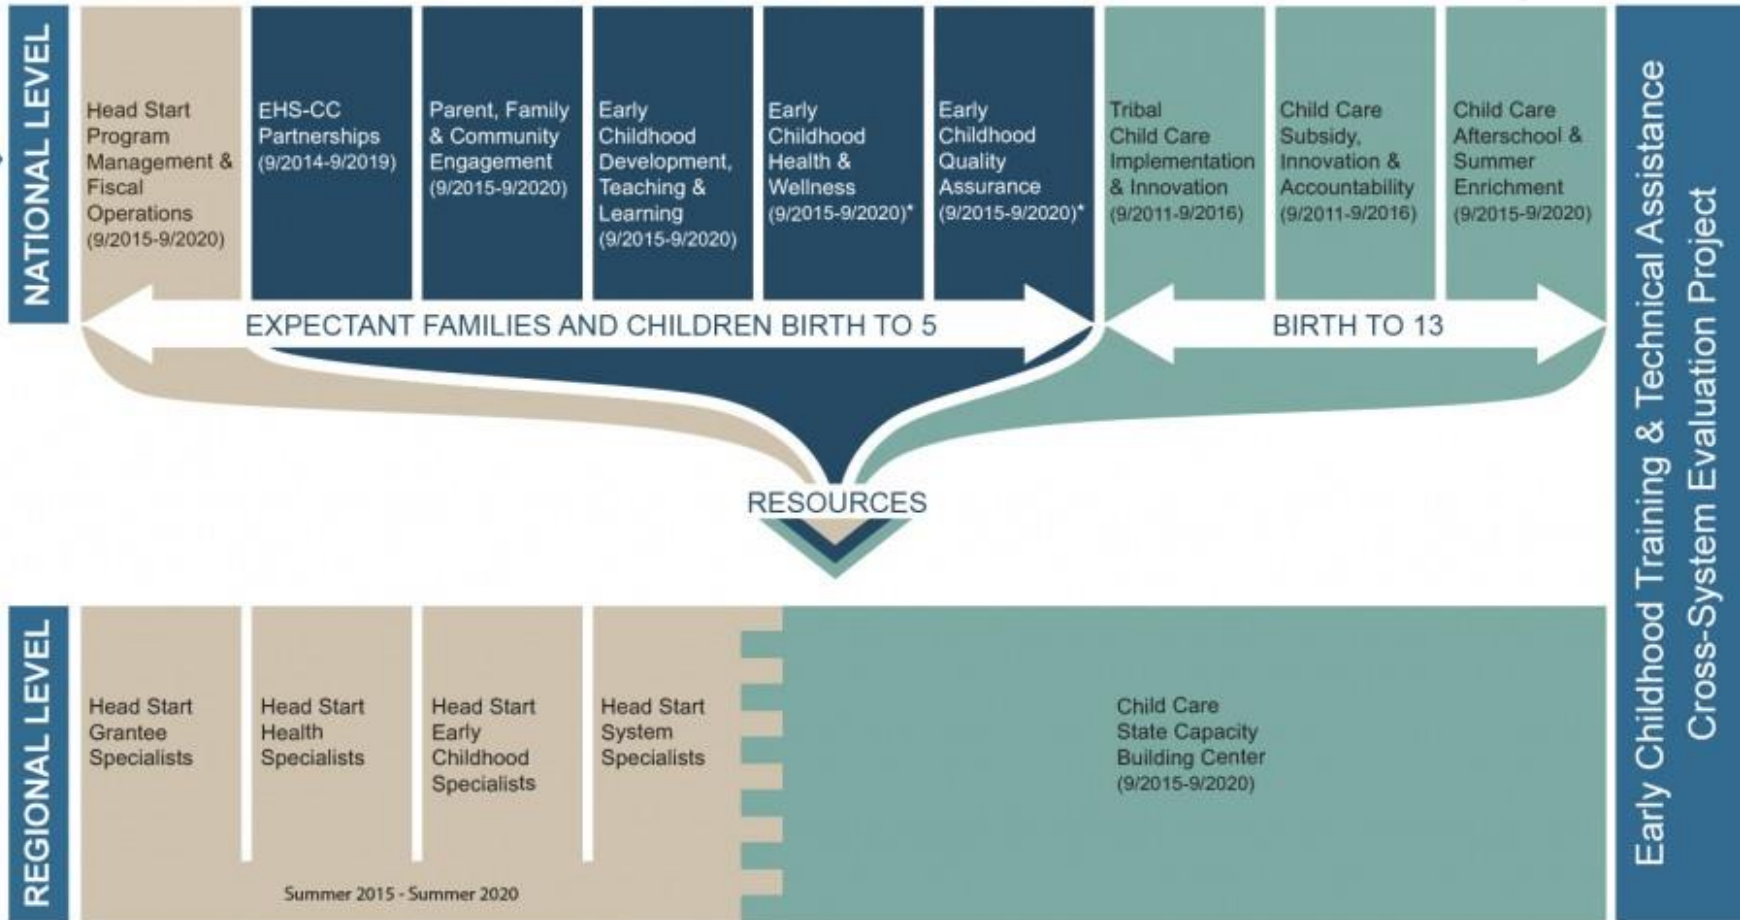 NATIONAL LEVEL
Head Start
Program
Management &
Fiscal
Operations
(9/2015-9/2020)
EHS-CC
Partnerships
(9/2014-9/2019)
Parent, Family
& Community
Engagement
(9/2015-9/2020)
Early
Childhood
Development,
Teaching &
Learning
(9/2015-9/2020)
Early
Childhood
Health &
Wellness
(9/2015-9/2020)*
Early
Childhood
Quality
Assurance
(9/2015-9/2020)*
Tribal
Child Care
Implementation
& Innovation
(9/2011-9/2016)
Child Care
Subsidy,
Innovation &
Accountability
(9/2011-9/2016)
Child Care
Afterschool &
Summer
Enrichment
(9/2015-9/2020)
EXPECTANT FAMILIES AND CHILDREN BIRTH TO 5
BIRTH TO 13
RESOURCES
REGIONAL LEVEL
Head Start
Grantee
Specialists
Head Start
Health
Specialists
Head Start
Early
Childhood
Specialists
Head Start
System
Specialists
Summer 2015 - Summer 2020
Child Care
State Capacity
Building Center
(9/2015-9/2020)
Early Childhood Training & Technical Assistance
Cross-System Evaluation Project